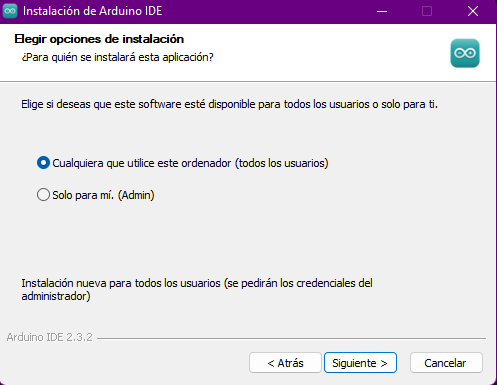 Instalación de Arduino IDE
Elegir opciones de instalación
¿Para quién se instalará esta aplicación?
Elige si deseas que este software esté disponible para todos los usuarios o solo para ti.
Cualquiera que utilice este ordenador (todos los usuarios)
Solo para mí. (Admin)
Instalación nueva para todos los usuarios (se pedirán los credenciales del
administrador)
Arduino IDE 2.3.2
< Atrás
Siguiente >
Cancelar